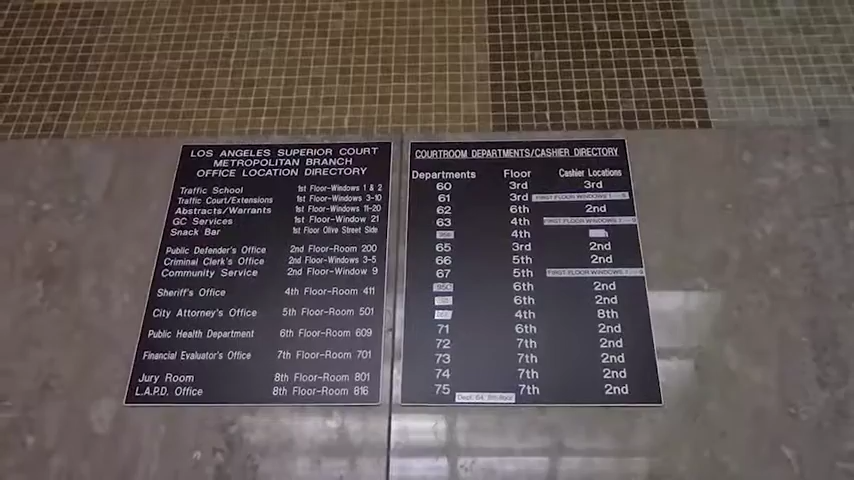 LOS ANGELES SUPERIOR COURT
METROPOLITAN BRANCH
OFFICE LOCATION DIRECTORY
Traffic School 1st Floor-Windows 1 & 2
Traffic Court/Extensions 1st Floor-Windows 3-10
Abstracts/Warrants 1st Floor-Windows 11-20
GC Services 1st Floor-Window 21
Snack Bar 1st Floor Olive Street Side
Public Defender's Office 2nd Floor-Room 200
Criminal Clerk's Office 2nd Floor-Windows 3-5
Community Service 2nd Floor-Window 9
Sheriff's Office 4th Floor-Room 411
City Attorney's Office 5th Floor-Room 501
Public Health Department 6th Floor-Room 609
Financial Evaluator's Office 7th Floor-Room 701
Jury Room 8th Floor-Room 801
L.A.P.D. Office 8th Floor-Room 816
COURTROOM DEPARTMENTS/CASHIER DIRECTORY
Departments Floor Cashier Locations
60 3rd 3rd
61 3rd FIRST FLOOR WINDOWS 1
62 6th 2nd
63 4th FIRST FLOOR WINDOWS 1
4th
65 3rd 2nd
66 5th 2nd
67 5th FIRST FLOOR WINDOWS 1
6th 2nd
6th 2nd
4th 8th
71 6th 2nd
72 7th 2nd
73 7th 2nd
74 7th 2nd
75 7th 2nd
Dept. 64, 8th floor